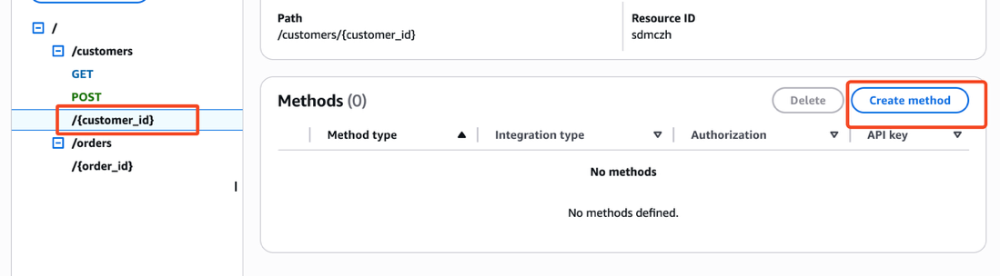 /
/customers
GET
POST
/{customer_id}
/orders
/{order_id}
Path
/customers/{customer_id}
Resource ID
sdmczh
Methods (0)
Delete
Create method
Method type
Integration type
Authorization
API key
No methods
No methods defined.